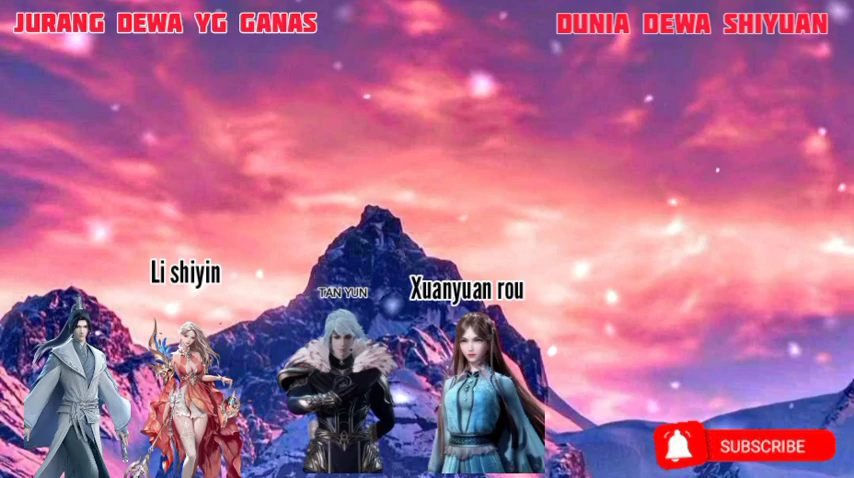 JURANG DEWA YG GANAS
DUNIA DEWA SHIYUAN
Li shiyin
TAN YUN
Xuanyuan rou
SUBSCRIBE